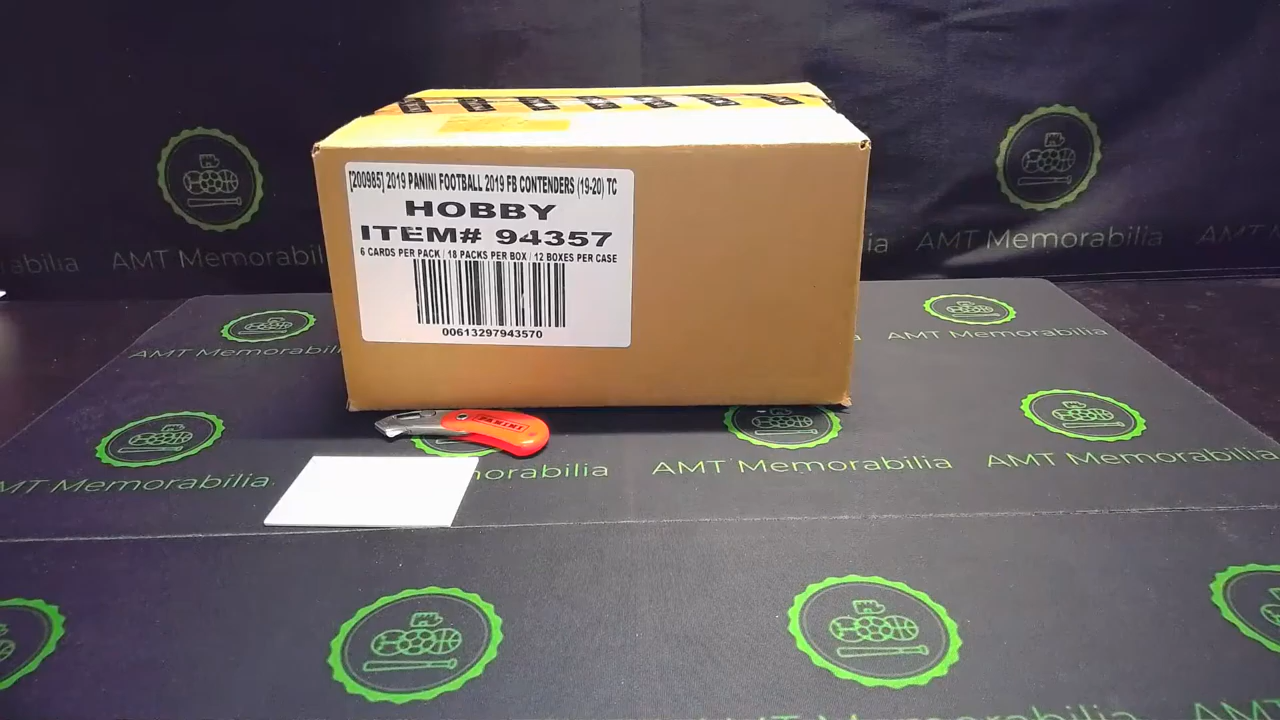 [200985] 2019 PANINI FOOTBALL 2019 FB CONTENDERS (19-20) TC
HOBBY
ITEM# 94357
6 CARDS PER PACK / 18 PACKS PER BOX / 12 BOXES PER CASE
00613297943570
AMT Memorabilia
AMT Memorabilia
AMT Memorabilia
PANINI
AMT Memorabilia
AMT Memorabilia
AMT Memorabilia
AMT Memorabilia